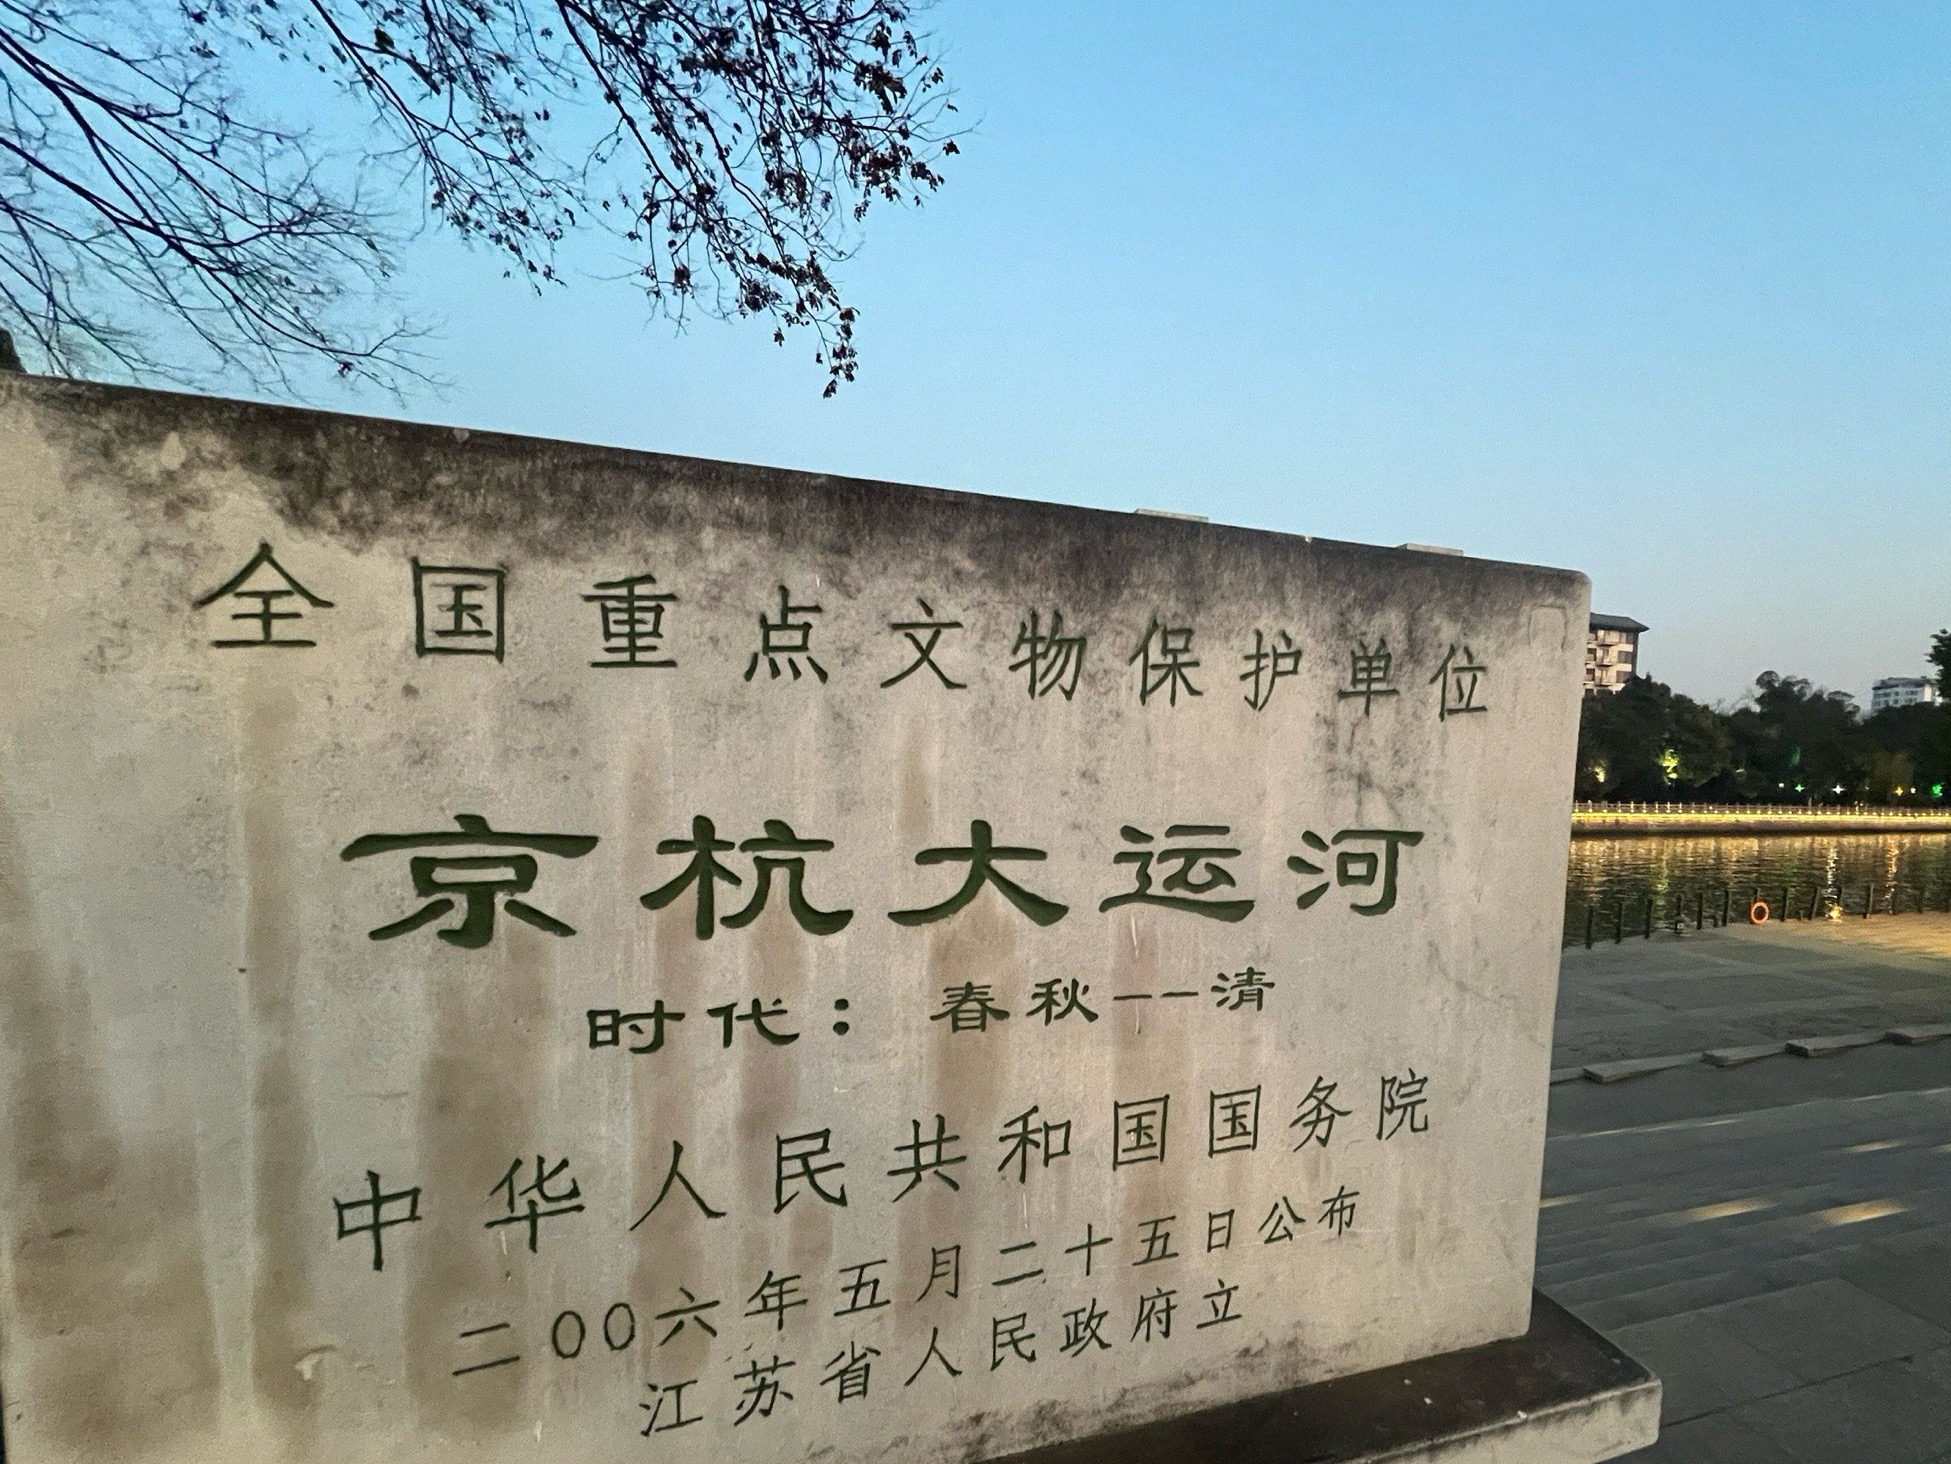 全国重点文物保护单位
京杭大运河
时代：春秋——清
中华人民共和国国务院
二〇〇六年五月二十五日公布
江苏省人民政府立